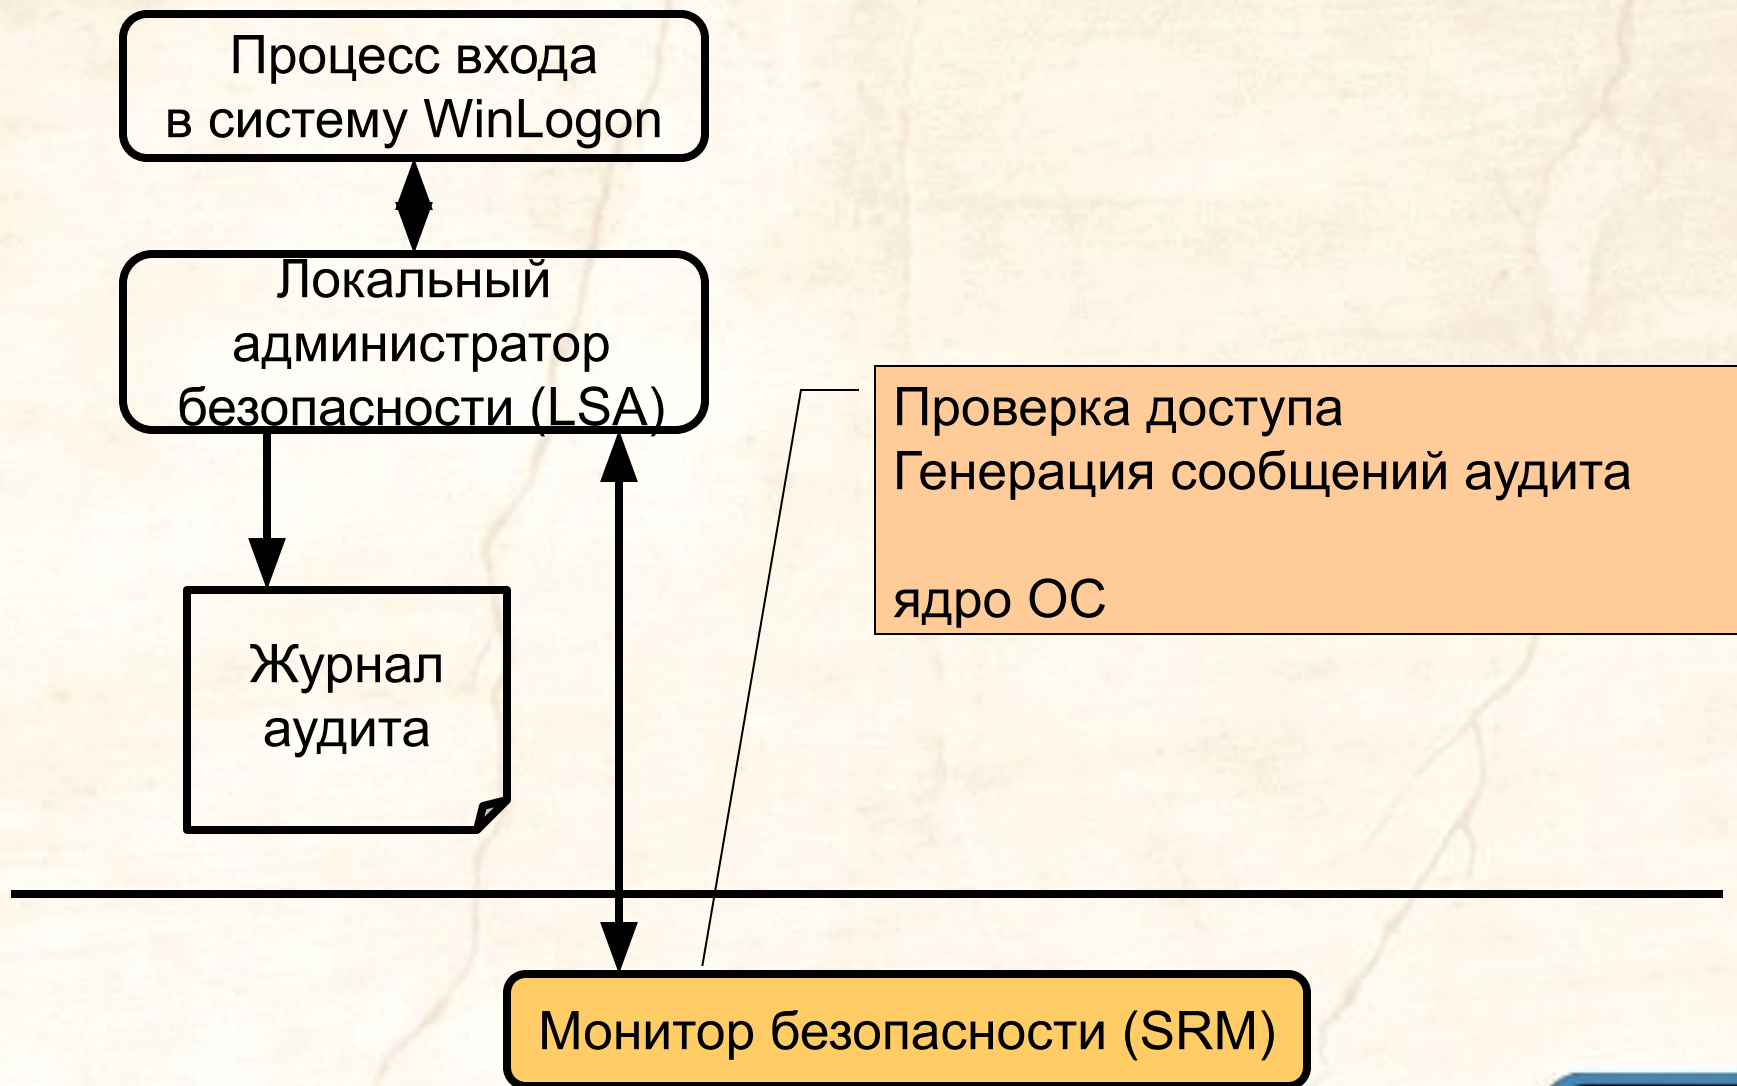 Процесс входа
в систему WinLogon
Локальный
администратор
безопасности (LSA)
Проверка доступа
Генерация сообщений аудита
ядро ОС
Журнал
аудита
Монитор безопасности (SRM)